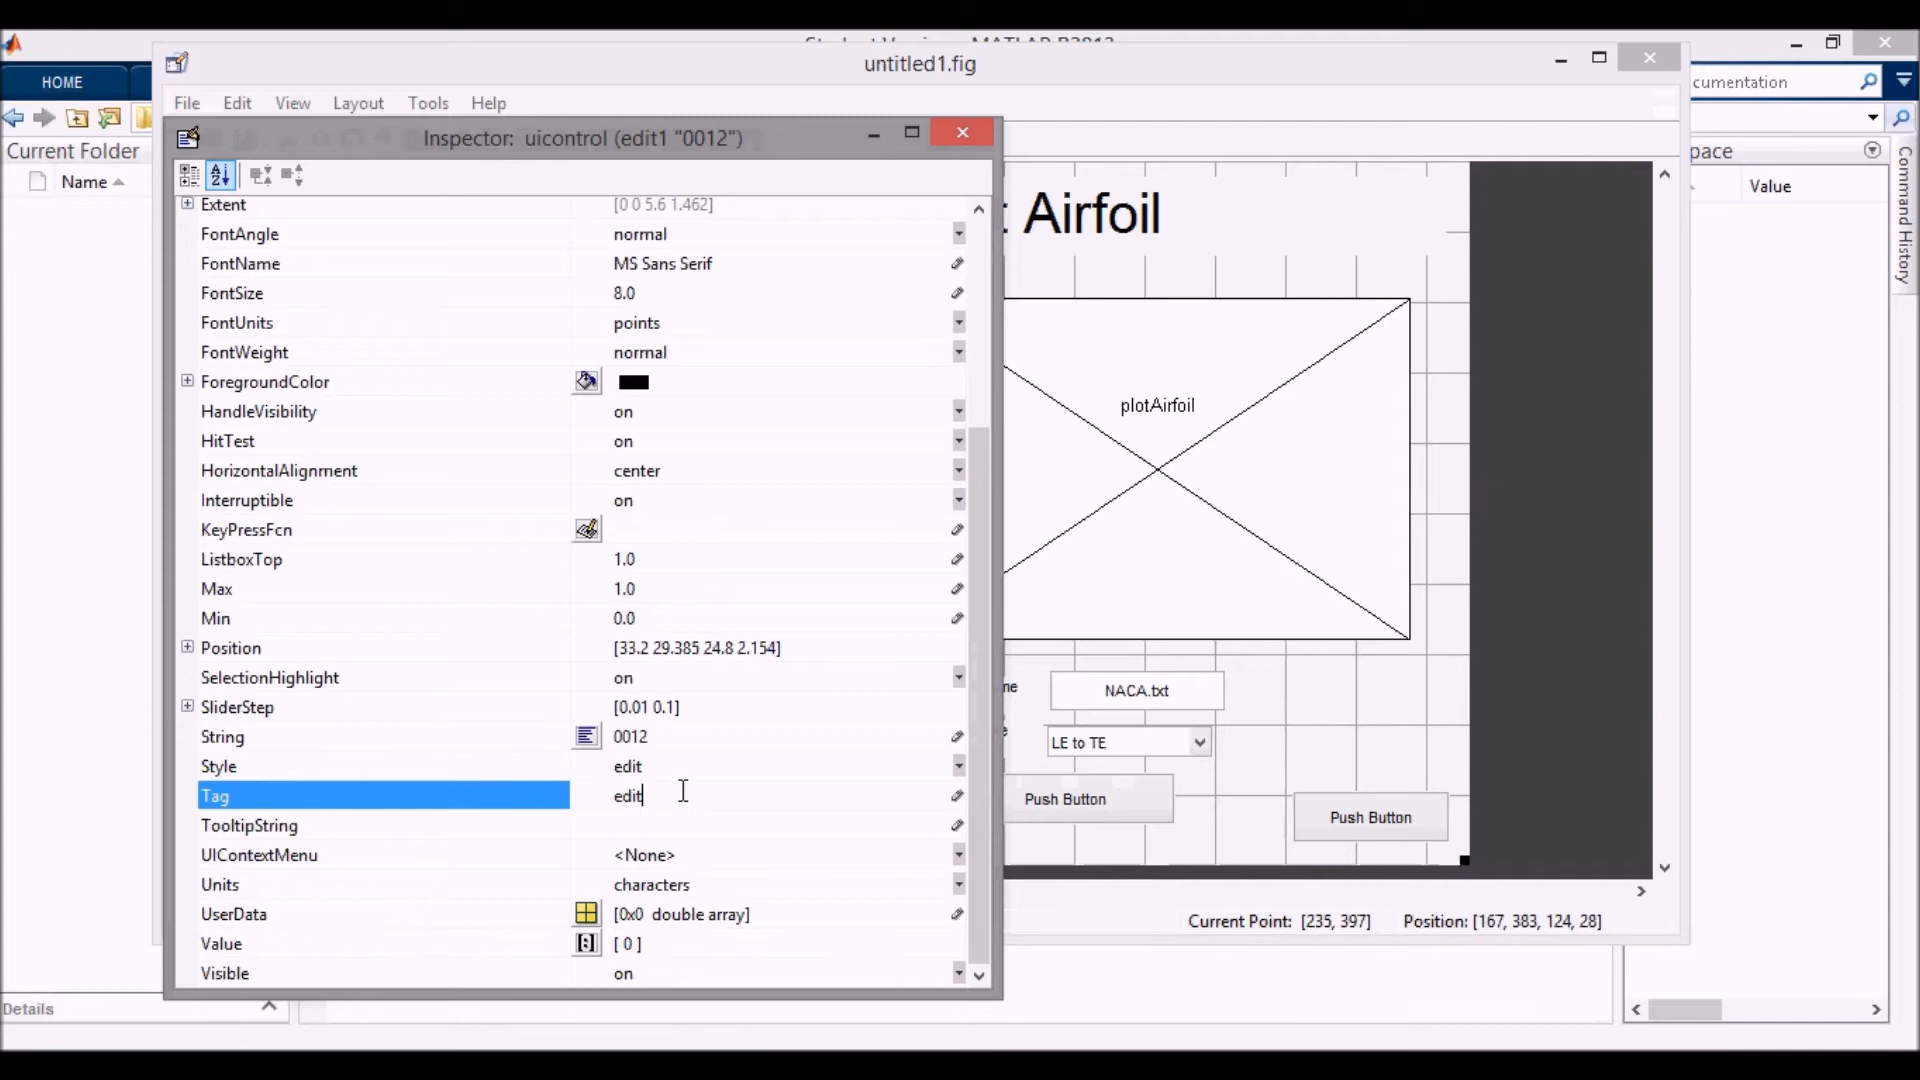 untitled1.fig
HOME
cumentation
File Edit View Layout Tools Help
Current Folder
Inspector: uicontrol (edit1 "0012")
pace
Name
Value
Command History
Extent [0 0 5.6 1.462]
FontAngle normal
FontName MS Sans Serif
FontSize 8.0
FontUnits points
FontWeight normal
ForegroundColor
HandleVisibility on
HitTest on
HorizontalAlignment center
Interruptible on
KeyPressFcn
ListboxTop 1.0
Max 1.0
Min 0.0
Position [33.2 29.385 24.8 2.154]
SelectionHighlight on
SliderStep [0.01 0.1]
String 0012
Style edit
Tag edit
TooltipString
UIContextMenu <None>
Units characters
UserData [0x0 double array]
Value [ 0 ]
Visible on
Airfoil
plotAirfoil
me
NACA.txt
e
LE to TE
Push Button
Push Button
Current Point: [235, 397] Position: [167, 383, 124, 28]
Details